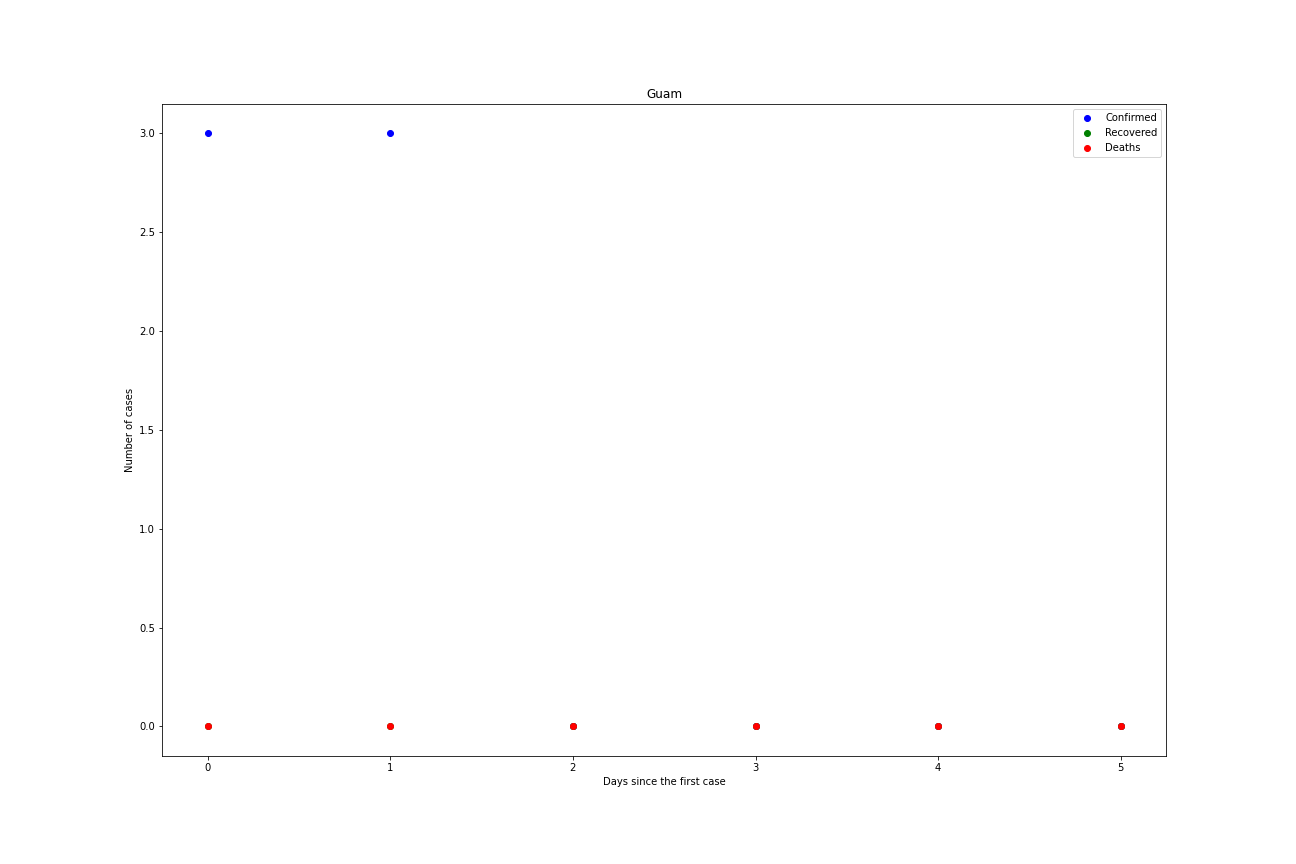 Guam
Confirmed
Recovered
Deaths
3.0
2.5
2.0
1.5
1.0
0.5
0.0
Number of cases
0 1 2 3 4 5
Days since the first case